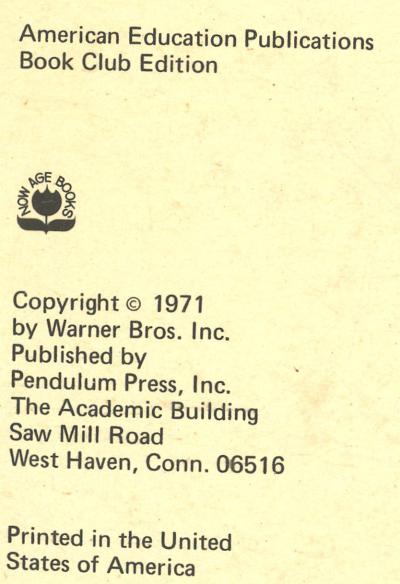 American Education Publications
Book Club Edition
NOW AGE BOOKS
Copyright © 1971
by Warner Bros. Inc.
Published by
Pendulum Press, Inc.
The Academic Building
Saw Mill Road
West Haven, Conn. 06516
Printed in the United
States of America